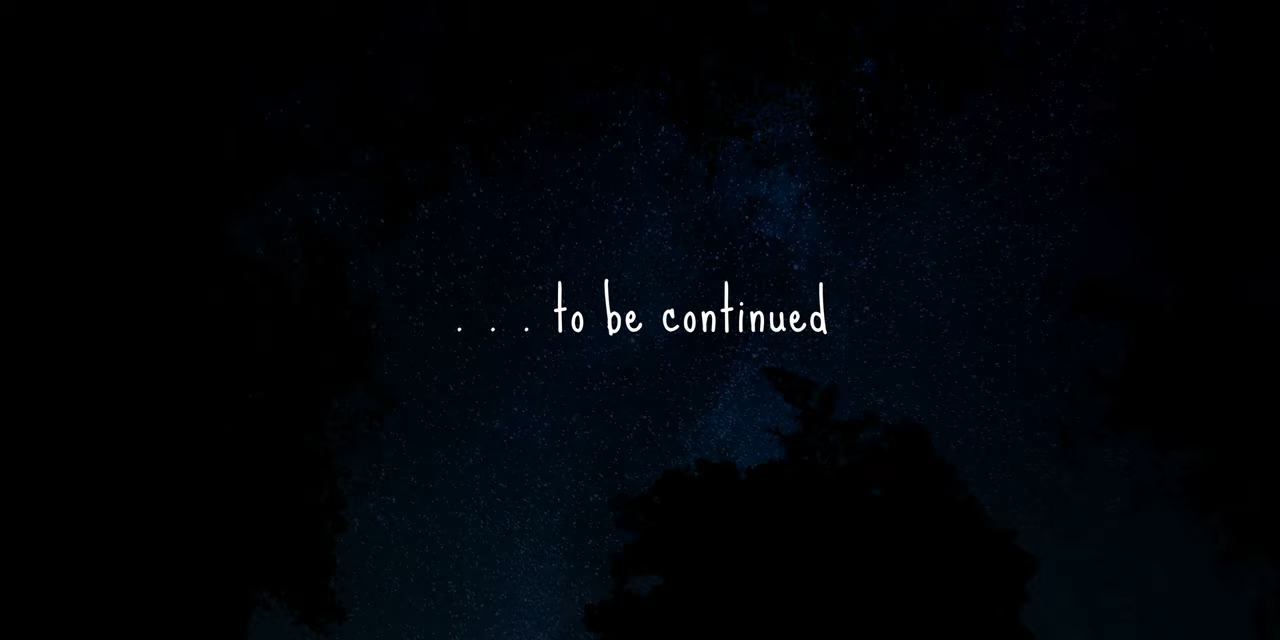 . . . to be continued